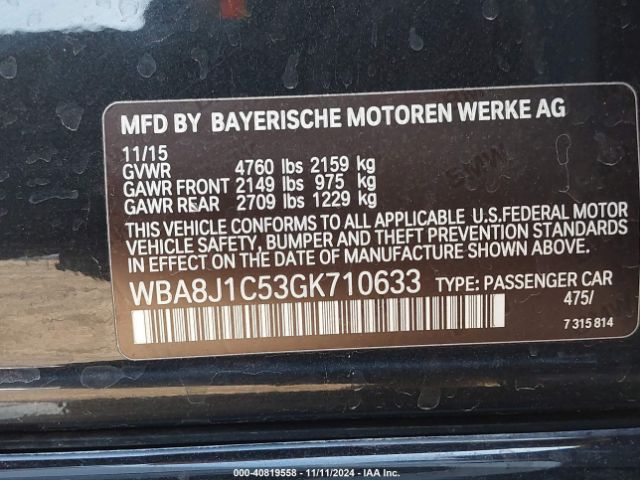 MFD BY BAYERISCHE MOTOREN WERKE AG
11/15
GVWR 4760 lbs 2159 kg
GAWR FRONT 2149 lbs 975 kg
GAWR REAR 2709 lbs 1229 kg
THIS VEHICLE CONFORMS TO ALL APPLICABLE U.S.FEDERAL MOTOR
VEHICLE SAFETY, BUMPER AND THEFT PREVENTION STANDARDS
IN EFFECT ON THE DATE OF MANUFACTURE SHOWN ABOVE.
WBA8J1C53GK710633 TYPE: PASSENGER CAR
475/
7 315 814
000-40819558 - 11/11/2024 - IAA Inc.